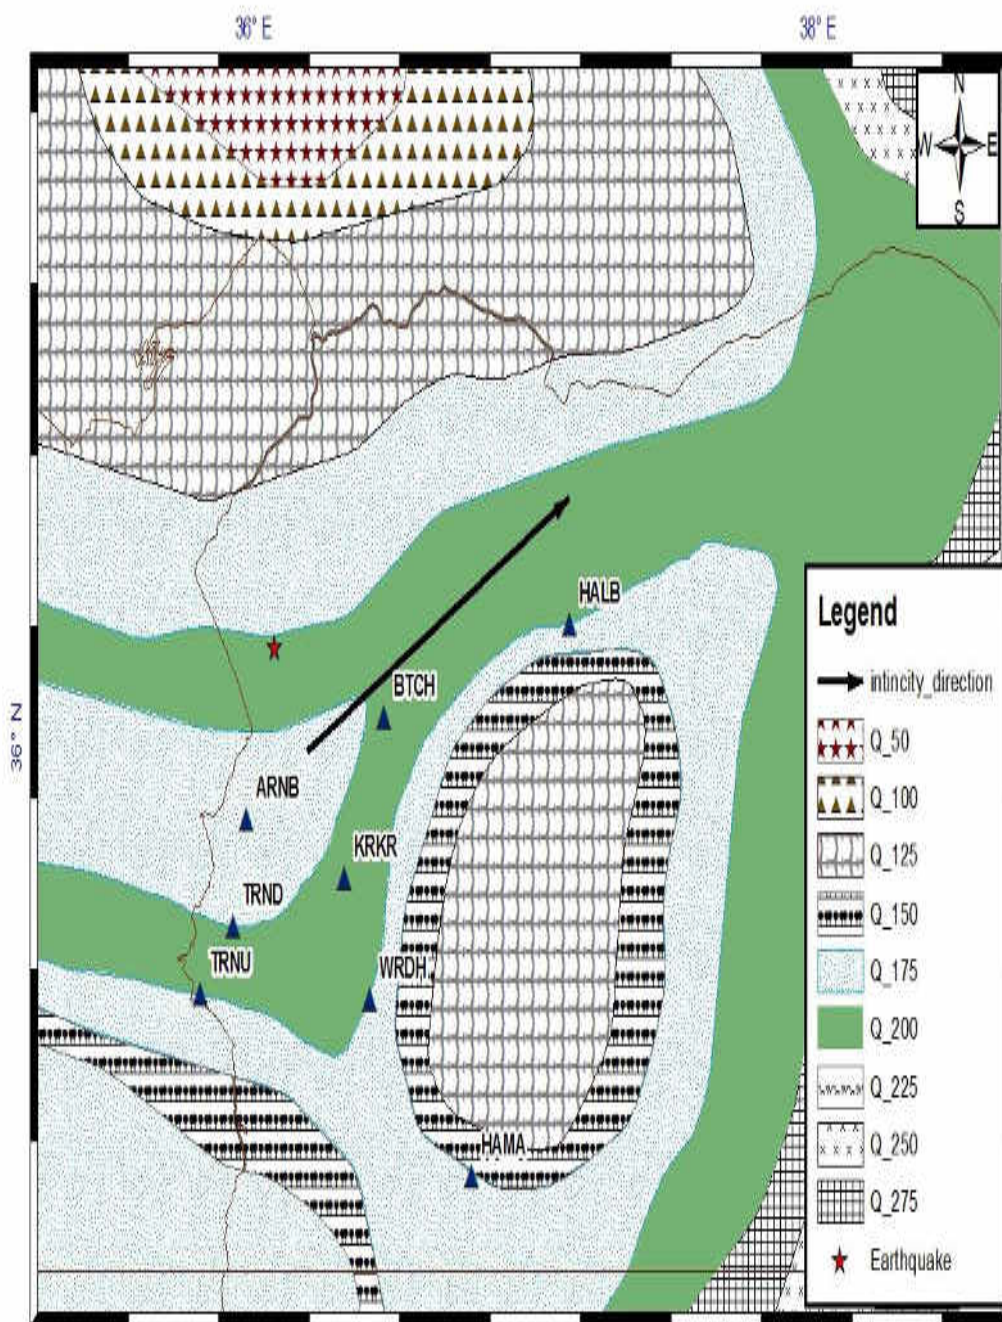 36° E
38° E
N
W
E
S
HALB
BTCH
36° N
ARNB
KRKR
TRND
TRNU
WRDH
HAMA
Legend
intincity_direction
Q_50
Q_100
Q_125
Q_150
Q_175
Q_200
Q_225
Q_250
Q_275
Earthquake